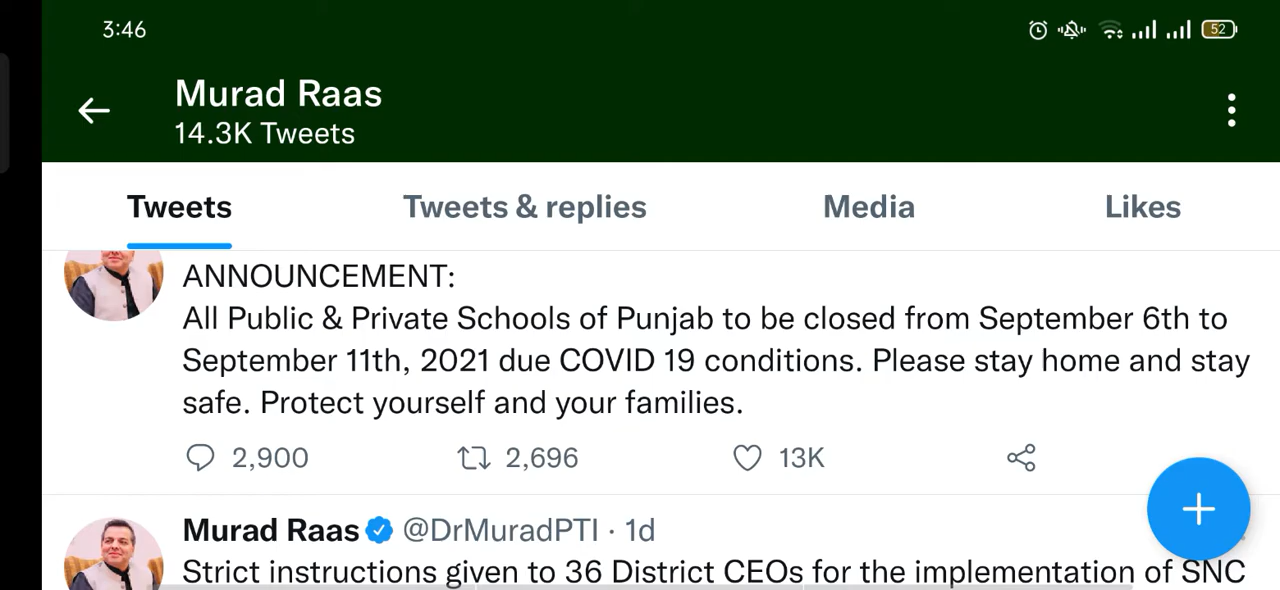 3:46
52
Murad Raas
14.3K Tweets
Tweets Tweets & replies Media Likes
ANNOUNCEMENT:
All Public & Private Schools of Punjab to be closed from September 6th to
September 11th, 2021 due COVID 19 conditions. Please stay home and stay
safe. Protect yourself and your families.
2,900 2,696 13K
Murad Raas @DrMuradPTI · 1d
Strict instructions given to 36 District CEOs for the implementation of SNC